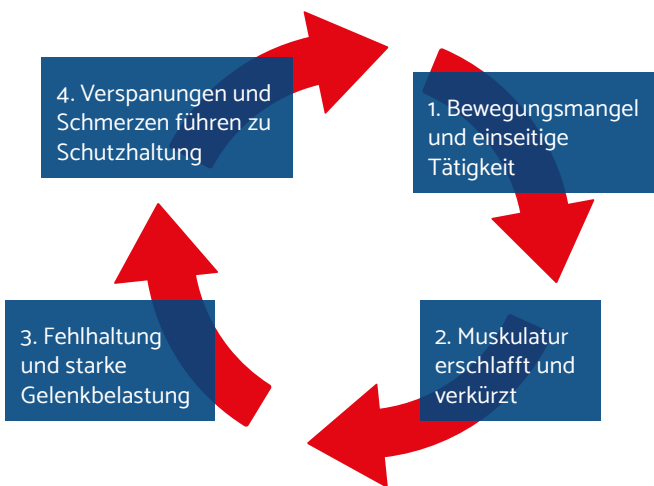 4. Verspanungen und
Schmerzen führen zu
Schutzhaltung
1. Bewegungsmangel
und einseitige
Tätigkeit
3. Fehlhaltung
und starke
Gelenkbelastung
2. Muskulatur
erschlafft und
verkürzt